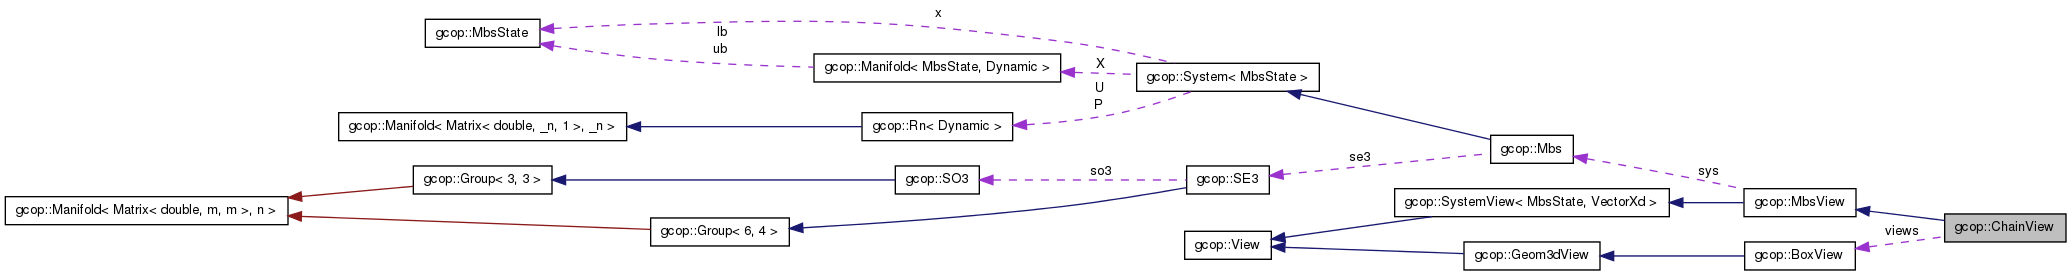 x
gcop::MbsState
lb
ub
gcop::Manifold< MbsState, Dynamic >
X
gcop::System< MbsState >
U
P
gcop::Manifold< Matrix< double, _n, 1 >, _n >
gcop::Rn< Dynamic >
gcop::Mbs
se3
gcop::Group< 3, 3 >
gcop::SO3
so3
gcop::SE3
sys
gcop::Manifold< Matrix< double, m, m >, n >
gcop::SystemView< MbsState, VectorXd >
gcop::MbsView
gcop::Group< 6, 4 >
gcop::View
views
gcop::ChainView
gcop::Geom3dView
gcop::BoxView